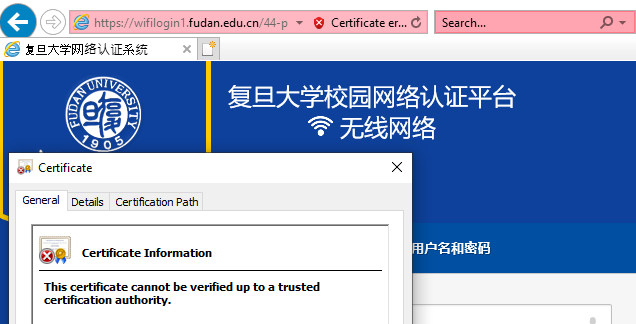 https://wifilogin1.fudan.edu.cn/44-p
Certificate er...
Search...
复旦大学网络认证系统
FUDAN UNIVERSITY
1905
复旦大学校园网络认证平台
无线网络
Certificate
General
Details
Certification Path
Certificate Information
用户名和密码
This certificate cannot be verified up to a trusted
certification authority.